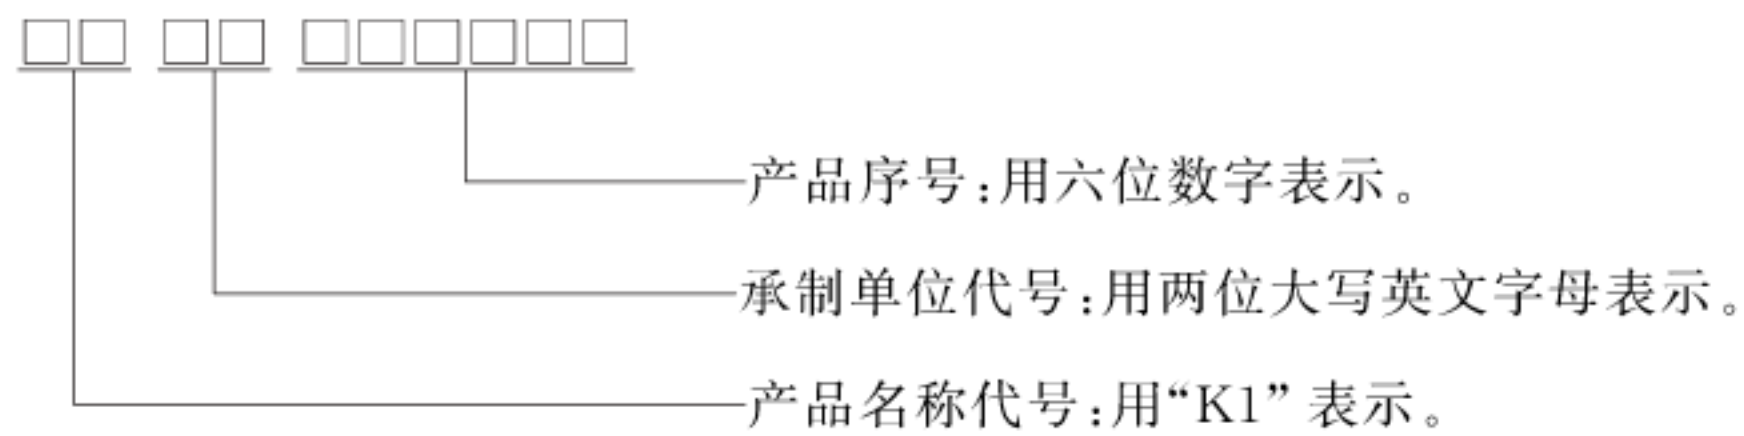 □□ □□ □□□□□□
产品序号:用六位数字表示。
承制单位代号:用两位大写英文字母表示。
产品名称代号:用“K1”表示。